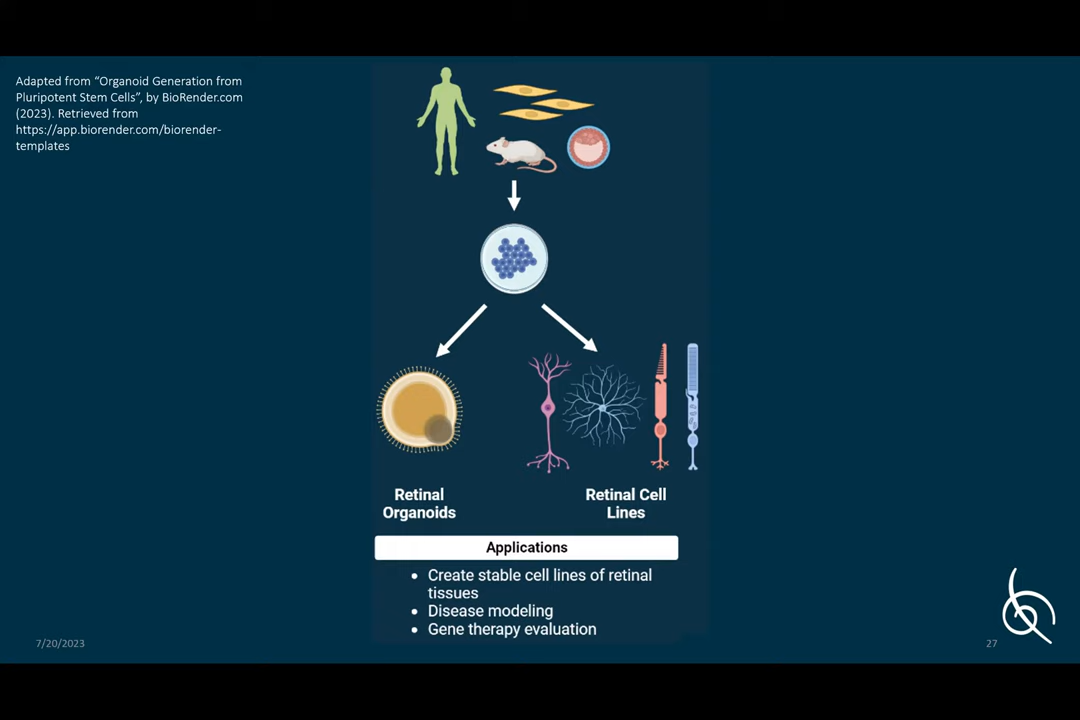 Adapted from “Organoid Generation from
Pluripotent Stem Cells”, by BioRender.com
(2023). Retrieved from
https://app.biorender.com/biorender-
templates
Retinal
Organoids
Retinal Cell
Lines
Applications
• Create stable cell lines of retinal
tissues
• Disease modeling
• Gene therapy evaluation
7/20/2023
27